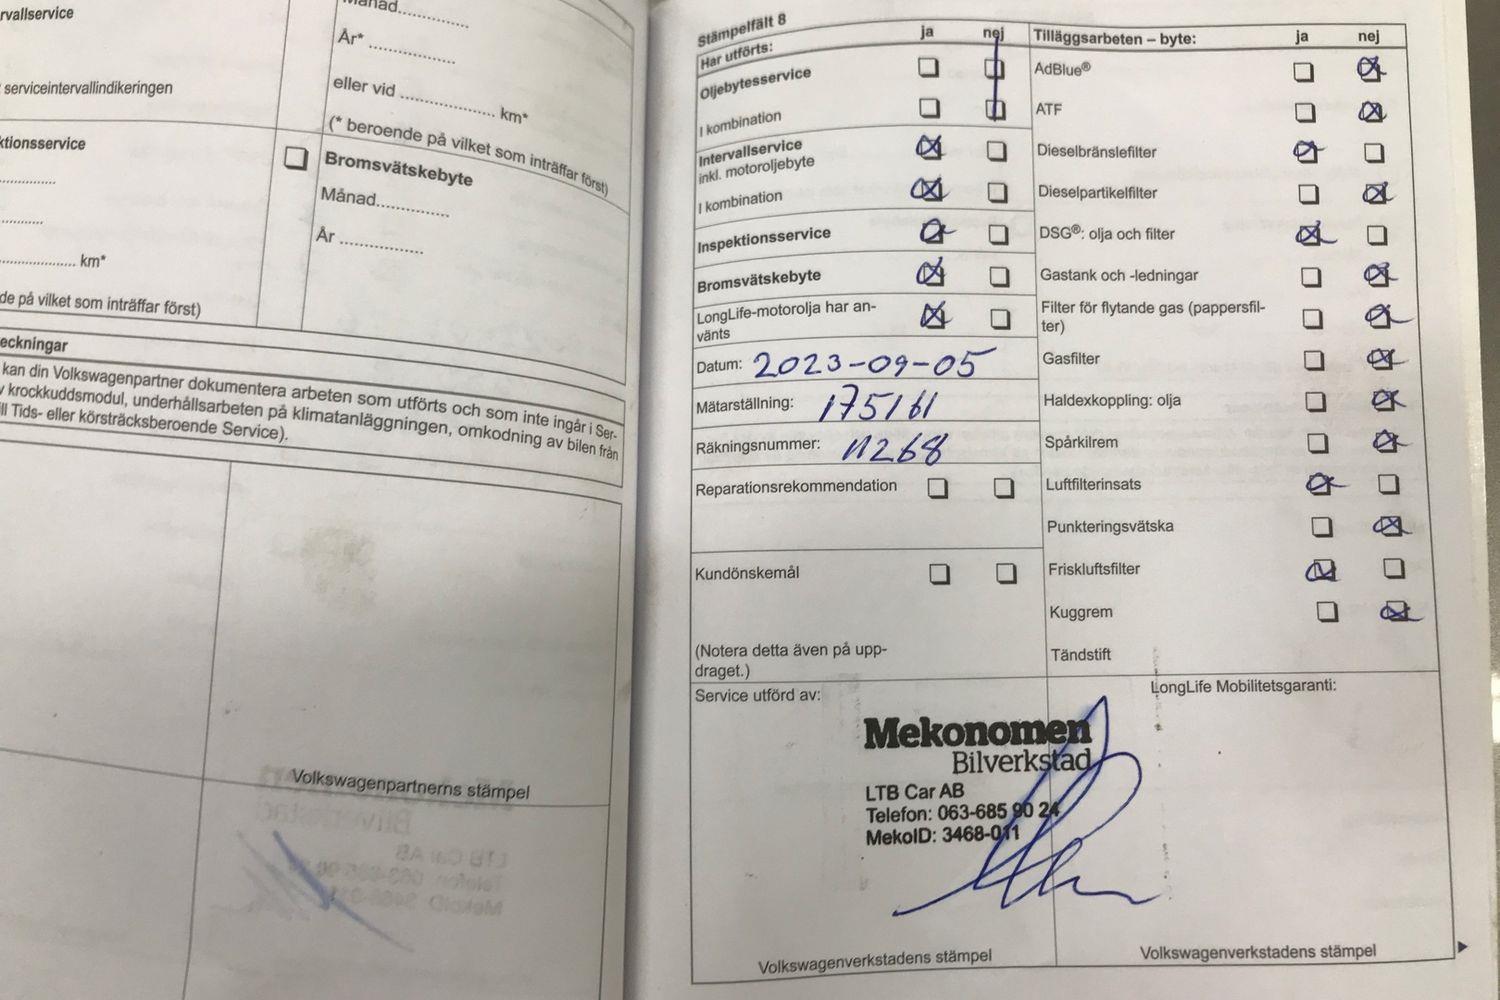 rvallservice
serviceintervallindikeringen
ktionsservice
km*
de på vilket som inträffar först)
Månad
År*
eller vid km*
(* beroende på vilket som inträffar först)
Bromsvätskebyte
Månad
År
eckningar
kan din Volkswagenpartner dokumentera arbeten som utförts och som inte ingår i Ser-
v krockkuddsmodul, underhållsarbeten på klimatanläggningen, omkodning av bilen från
ill Tids- eller körsträcksberoende Service).
Volkswagenpartnerns stämpel
Stämpelfält 8
Har utförts: ja nej
Oljebytesservice
I kombination
Intervallservice
inkl. motoroljebyte
I kombination
Inspektionsservice
Bromsvätskebyte
LongLife-motorolja har an-
vänts
Datum: 2023-09-05
Mätarställning: 175161
Räkningsnummer: 11268
Reparationsrekommendation
Kundönskemål
(Notera detta även på upp-
draget.)
Tilläggsarbeten – byte: ja nej
AdBlue®
ATF
Dieselbränslefilter
Dieselpartikelfilter
DSG®: olja och filter
Gastank och -ledningar
Filter för flytande gas (pappersfil-
ter)
Gasfilter
Haldexkoppling: olja
Spårkilrem
Luftfilterinsats
Punkteringsvätska
Friskluftsfilter
Kuggrem
Tändstift
Service utförd av:
Mekonomen
Bilverkstad
LTB Car AB
Telefon: 063-685 90 24
MekoID: 3468-011
Volkswagenverkstadens stämpel
LongLife Mobilitetsgaranti:
Volkswagenverkstadens stämpel